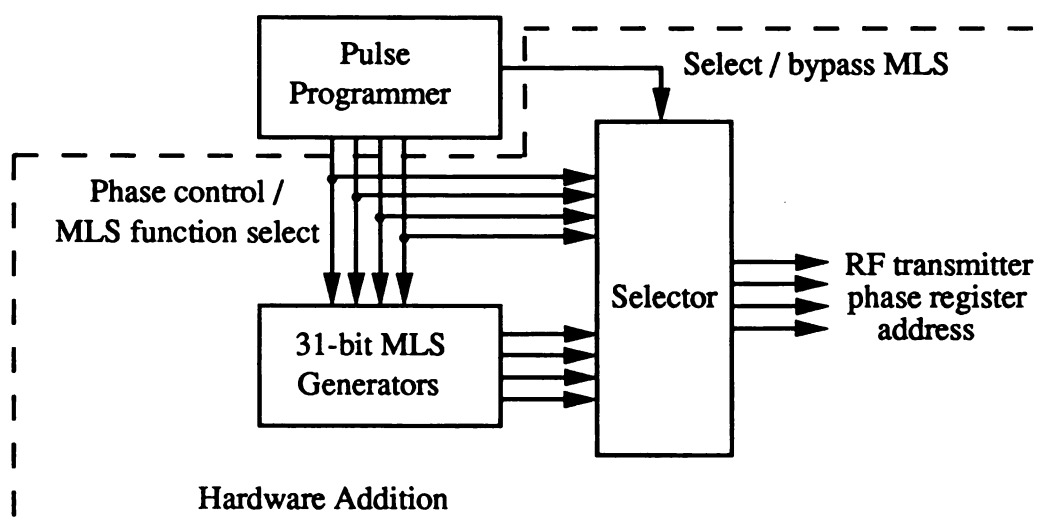 Pulse
Programmer
Select / bypass MLS
Phase control /
MLS function select
Selector
RF transmitter
phase register
address
31-bit MLS
Generators
Hardware Addition